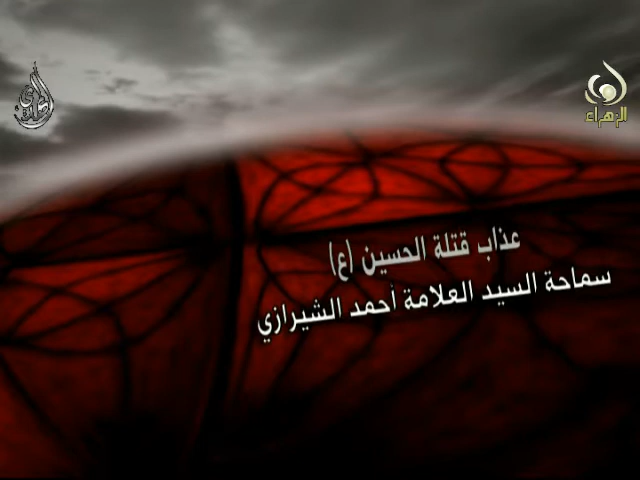 الزهراء
عذاب قتلة الحسين (ع)
سماحة السيد العلامة أحمد الشيرازي